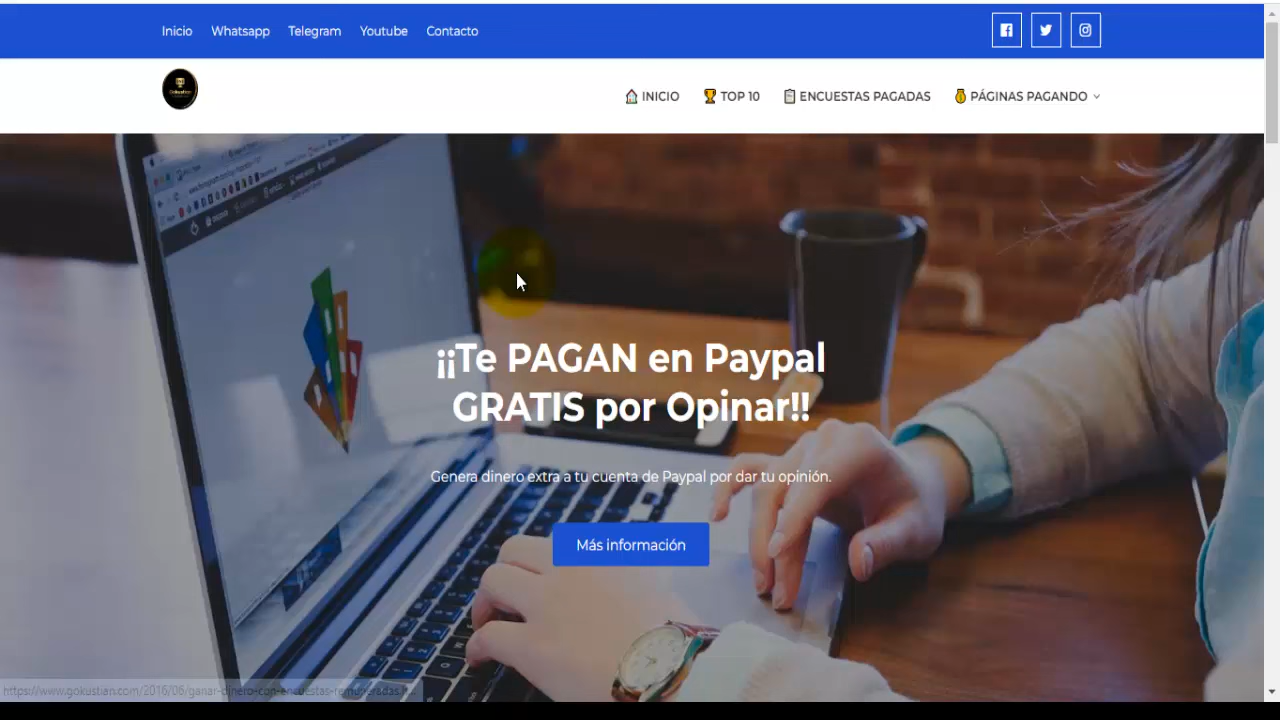 Inicio Whatsapp Telegram Youtube Contacto
INICIO TOP 10 ENCUESTAS PAGADAS PÁGINAS PAGANDO
¡¡Te PAGAN en Paypal
GRATIS por Opinar!!
Genera dinero extra a tu cuenta de Paypal por dar tu opinión.
Más información